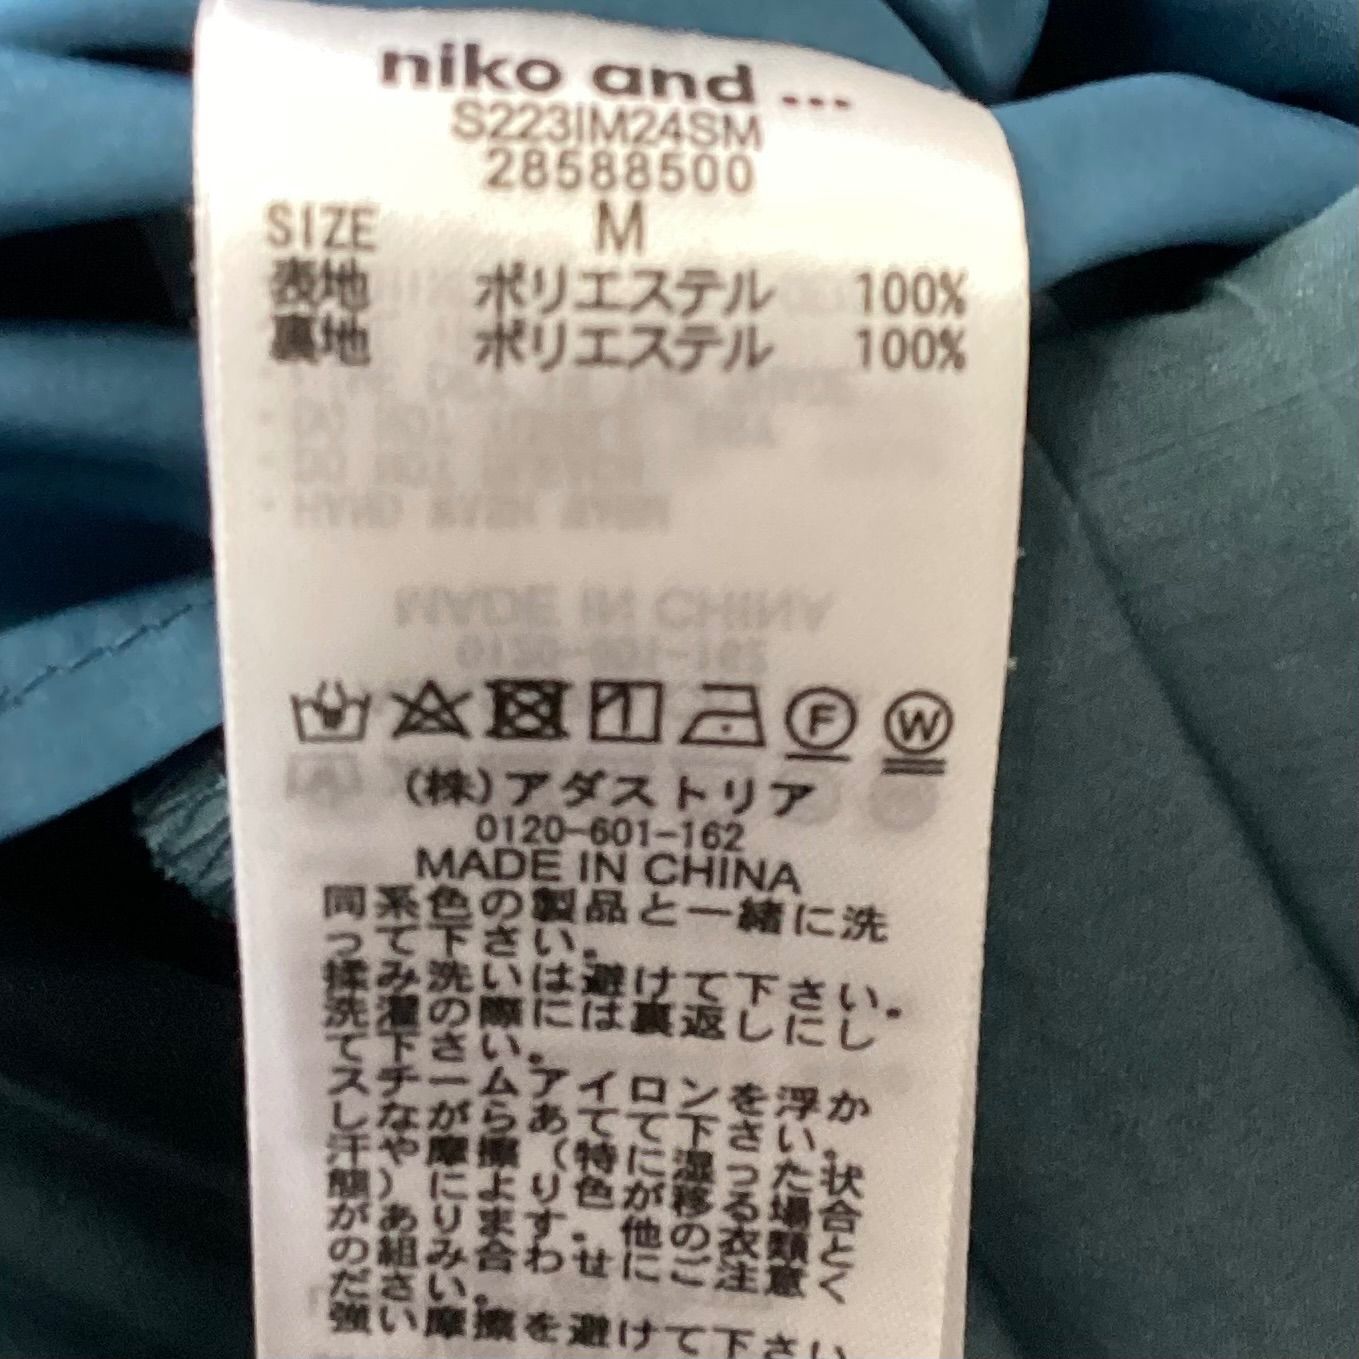 niko and ...
S223IM24SM
28588500
SIZE M
表地 ポリエステル 100%
裏地 ポリエステル 100%
F W
(株)アダストリア
0120-601-162
MADE IN CHINA
同系色の製品と一緒に洗
って下さい。
揉み洗いは避けて下さい。
洗濯の際には裏返しにし
て下さい。
スチームアイロンを浮か
しながらあてて下さい。
汗や摩擦（特に湿った状
態）により色が移る場合
があります。他の衣類と
の組み合わせにご注意く
ださい。
強い摩擦を避けて下さい